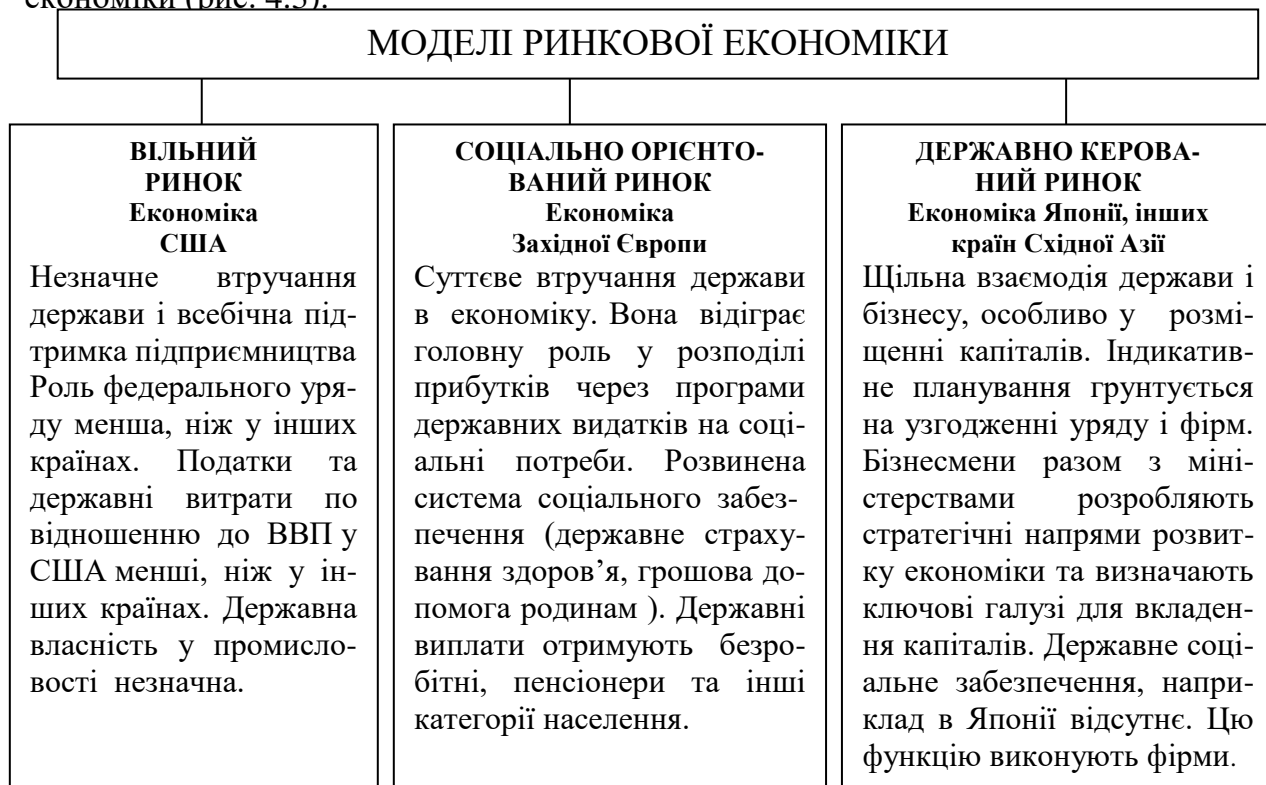 економіки (рис. 4.3).
МОДЕЛІ РИНКОВОЇ ЕКОНОМІКИ
ВІЛЬНИЙ
РИНОК
Економіка
США
Незначне втручання
держави і всебічна під-
тримка підприємництва
Роль федерального уря-
ду менша, ніж у інших
країнах. Податки та
державні витрати по
відношенню до ВВП у
США менші, ніж у ін-
ших країнах. Державна
власність у промисло-
вості незначна.
СОЦІАЛЬНО ОРІЄНТО-
ВАНИЙ РИНОК
Економіка
Західної Європи
Суттєве втручання держави
в економіку. Вона відіграє
головну роль у розподілі
прибутків через програми
державних видатків на соці-
альні потреби. Розвинена
система соціального забез-
печення (державне страху-
вання здоров’я, грошова до-
помога родинам ). Державні
виплати отримують безро-
бітні, пенсіонери та інші
категорії населення.
ДЕРЖАВНО КЕРОВА-
НИЙ РИНОК
Економіка Японії, інших
країн Східної Азії
Щільна взаємодія держави і
бізнесу, особливо у розмі-
щенні капіталів. Індикатив-
не планування грунтується
на узгодженні уряду і фірм.
Бізнесмени разом з міні-
стерствами розробляють
стратегічні напрями розвит-
ку економіки та визначають
ключові галузі для вкладен-
ня капіталів. Державне соці-
альне забезпечення, напри-
клад в Японії відсутнє. Цю
функцію виконують фірми.